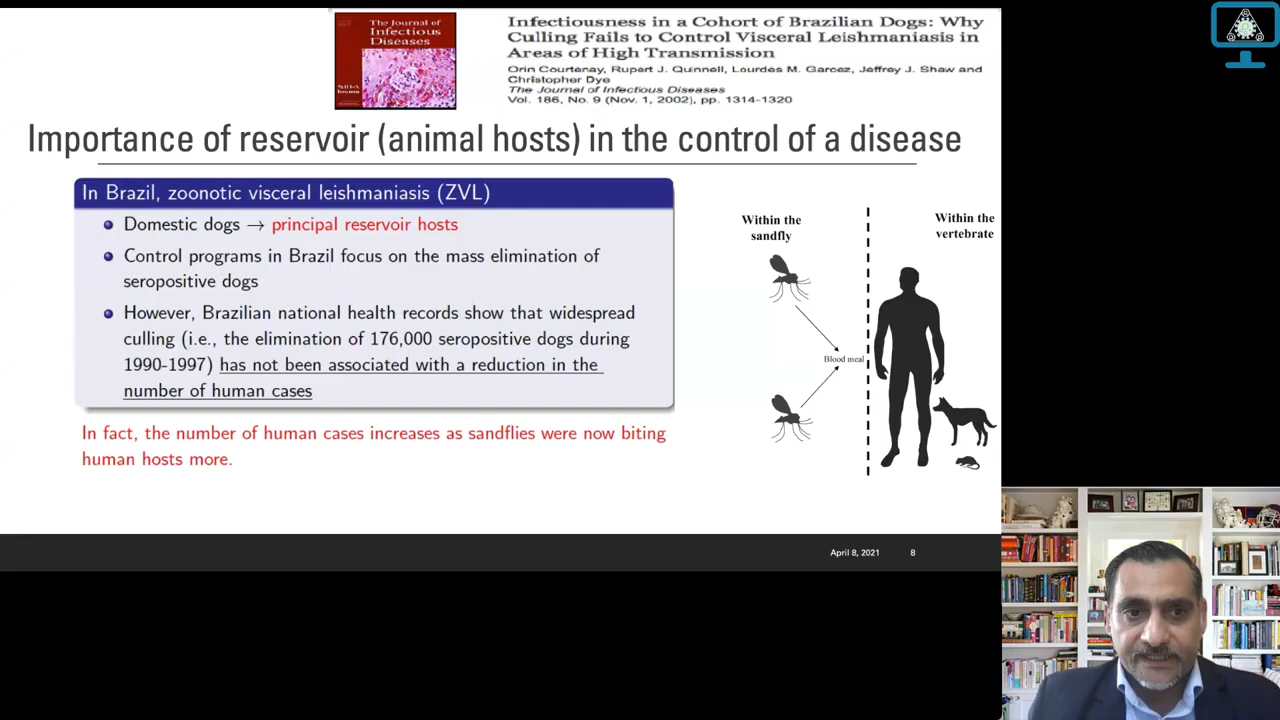 The Journal of
Infectious
Diseases
Infectiousness in a Cohort of Brazilian Dogs: Why
Culling Fails to Control Visceral Leishmaniasis in
Areas of High Transmission
Orin Courtenay, Rupert J. Quinnell, Lourdes M. Garcez, Jeffrey J. Shaw and
Christopher Dye
The Journal of Infectious Diseases
Vol. 186, No. 9 (Nov. 1, 2002), pp. 1314-1320
Importance of reservoir (animal hosts) in the control of a disease
In Brazil, zoonotic visceral leishmaniasis (ZVL)
Domestic dogs → principal reservoir hosts
Control programs in Brazil focus on the mass elimination of
seropositive dogs
However, Brazilian national health records show that widespread
culling (i.e., the elimination of 176,000 seropositive dogs during
1990-1997) has not been associated with a reduction in the
number of human cases
In fact, the number of human cases increases as sandflies were now biting
human hosts more.
Within the
sandfly
Within the
vertebrate
Blood meal
April 8, 2021
8